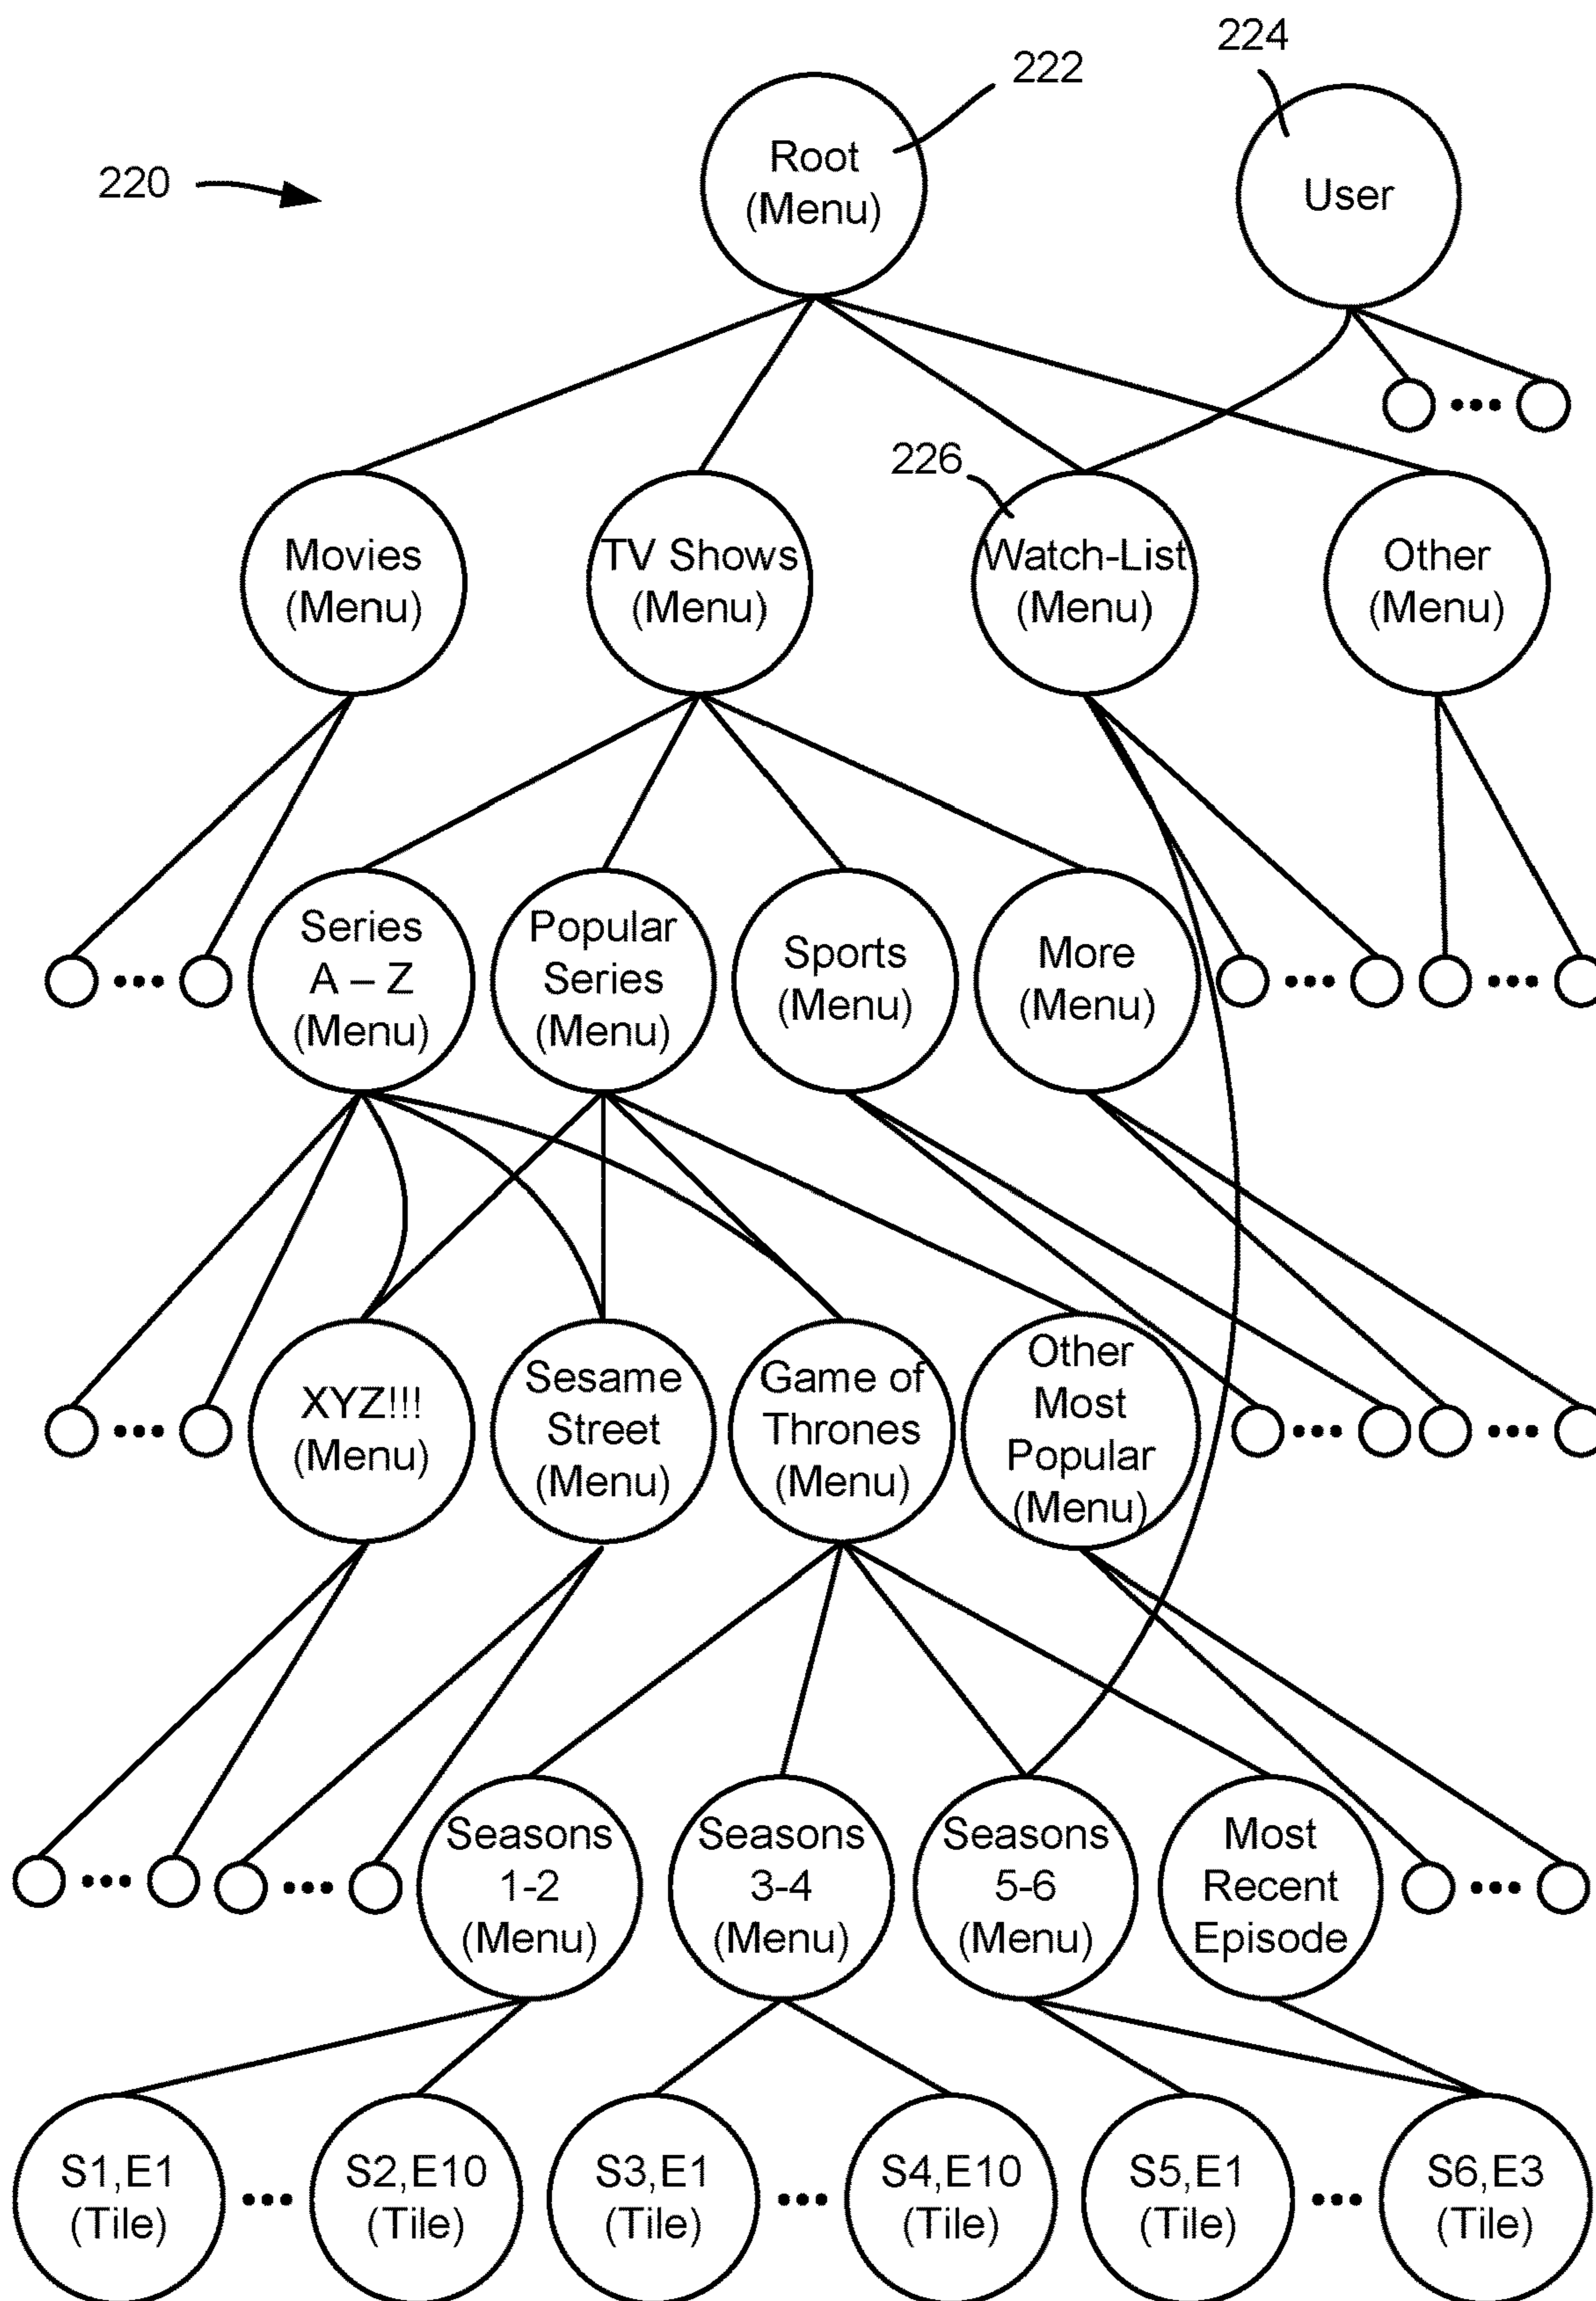 224
222
Root
(Menu)
User
220
226
Movies
(Menu)
TV Shows
(Menu)
Watch-List
(Menu)
Other
(Menu)
Series
A – Z
(Menu)
Popular
Series
(Menu)
Sports
(Menu)
More
(Menu)
XYZ!!!
(Menu)
Sesame
Street
(Menu)
Game of
Thrones
(Menu)
Other
Most
Popular
(Menu)
Seasons
1-2
(Menu)
Seasons
3-4
(Menu)
Seasons
5-6
(Menu)
Most
Recent
Episode
S1,E1
(Tile)
S2,E10
(Tile)
S3,E1
(Tile)
S4,E10
(Tile)
S5,E1
(Tile)
S6,E3
(Tile)